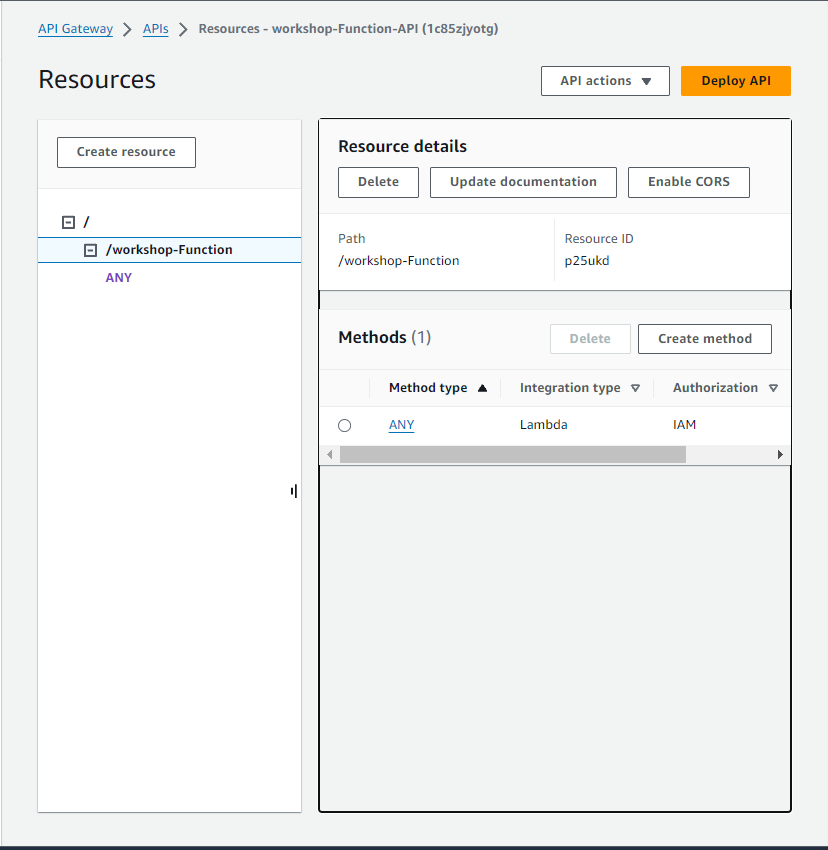 API Gateway > APIs > Resources - workshop-Function-API (1c85zjyotg)
Resources
API actions
Deploy API
Create resource
/
/workshop-Function
ANY
Resource details
Delete
Update documentation
Enable CORS
Path
/workshop-Function
Resource ID
p25ukd
Methods (1)
Delete
Create method
Method type
Integration type
Authorization
ANY
Lambda
IAM